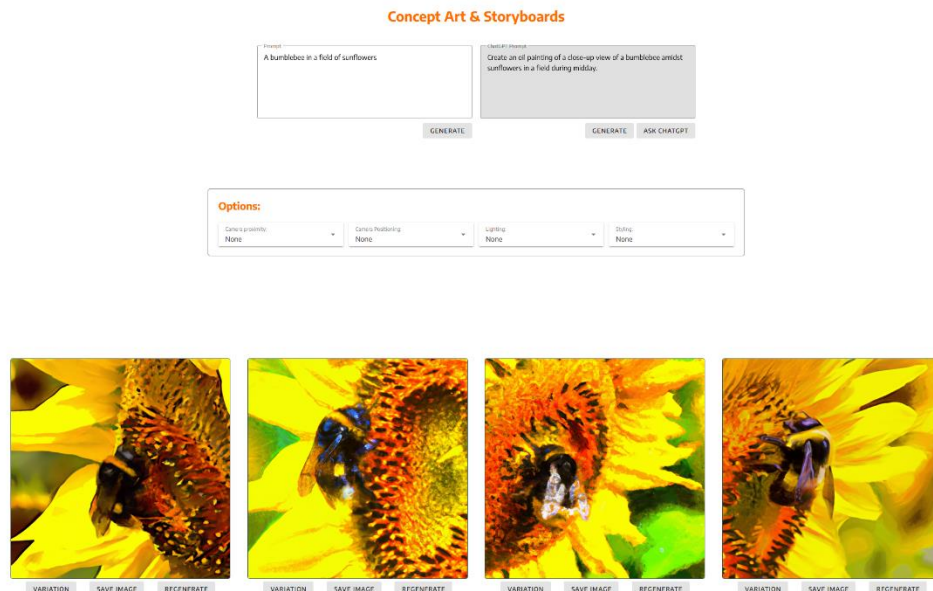 Concept Art & Storyboards
Prompt
A bumblebee in a field of sunflowers
ChatGPT Prompt
Create an oil painting of a close-up view of a bumblebee amidst
sunflowers in a field during midday.
GENERATE
GENERATE ASK CHATGPT
Options:
Camera proximity Camera Positioning Lighting Styling
None None None None
VARIATION SAVE IMAGE REGENERATE VARIATION SAVE IMAGE REGENERATE VARIATION SAVE IMAGE REGENERATE VARIATION SAVE IMAGE REGENERATE